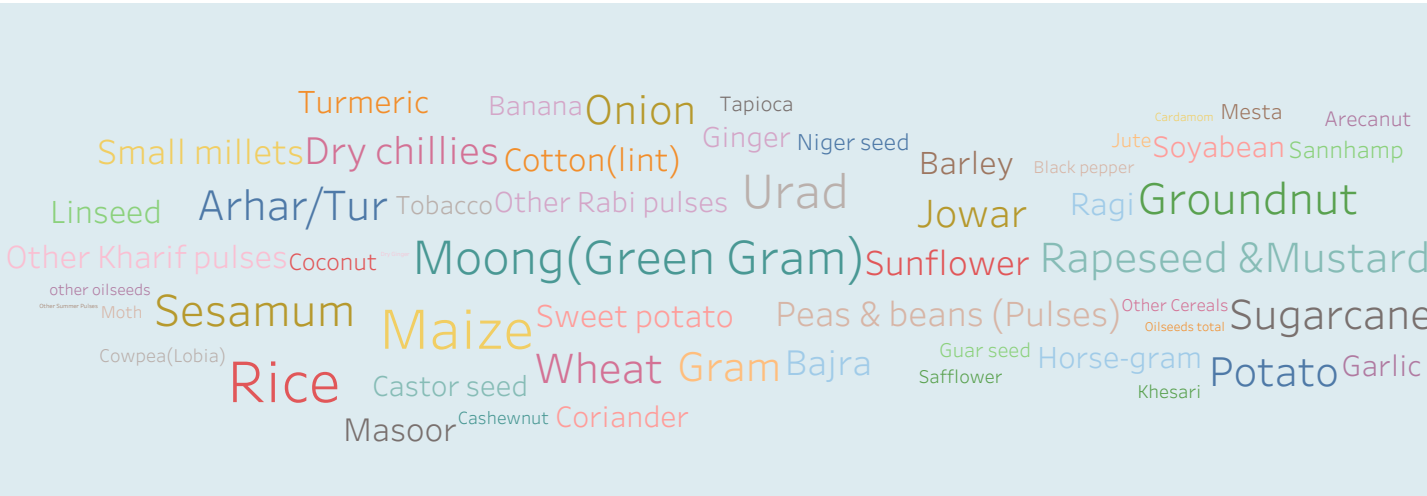 Turmeric Banana Onion Tapioca Cardamom Mesta Arecanut
Small millets Dry chillies Cotton(lint) Ginger Niger seed Barley Black pepper Jute Soyabean Sannhamp
Linseed Arhar/Tur Tobacco Other Rabi pulses Urad Jowar Ragi Groundnut
Other Kharif pulses Coconut Moong(Green Gram) Sunflower Rapeseed &Mustard
other oilseeds
Other Summer Pulses Moth Sesamum Maize Sweet potato Peas & beans (Pulses) Other Cereals Oilseeds total Sugarcane
Cowpea(Lobia) Rice Castor seed Wheat Gram Bajra Guar seed Safflower Horse-gram Khesari Potato Garlic
Masoor Cashewnut Coriander